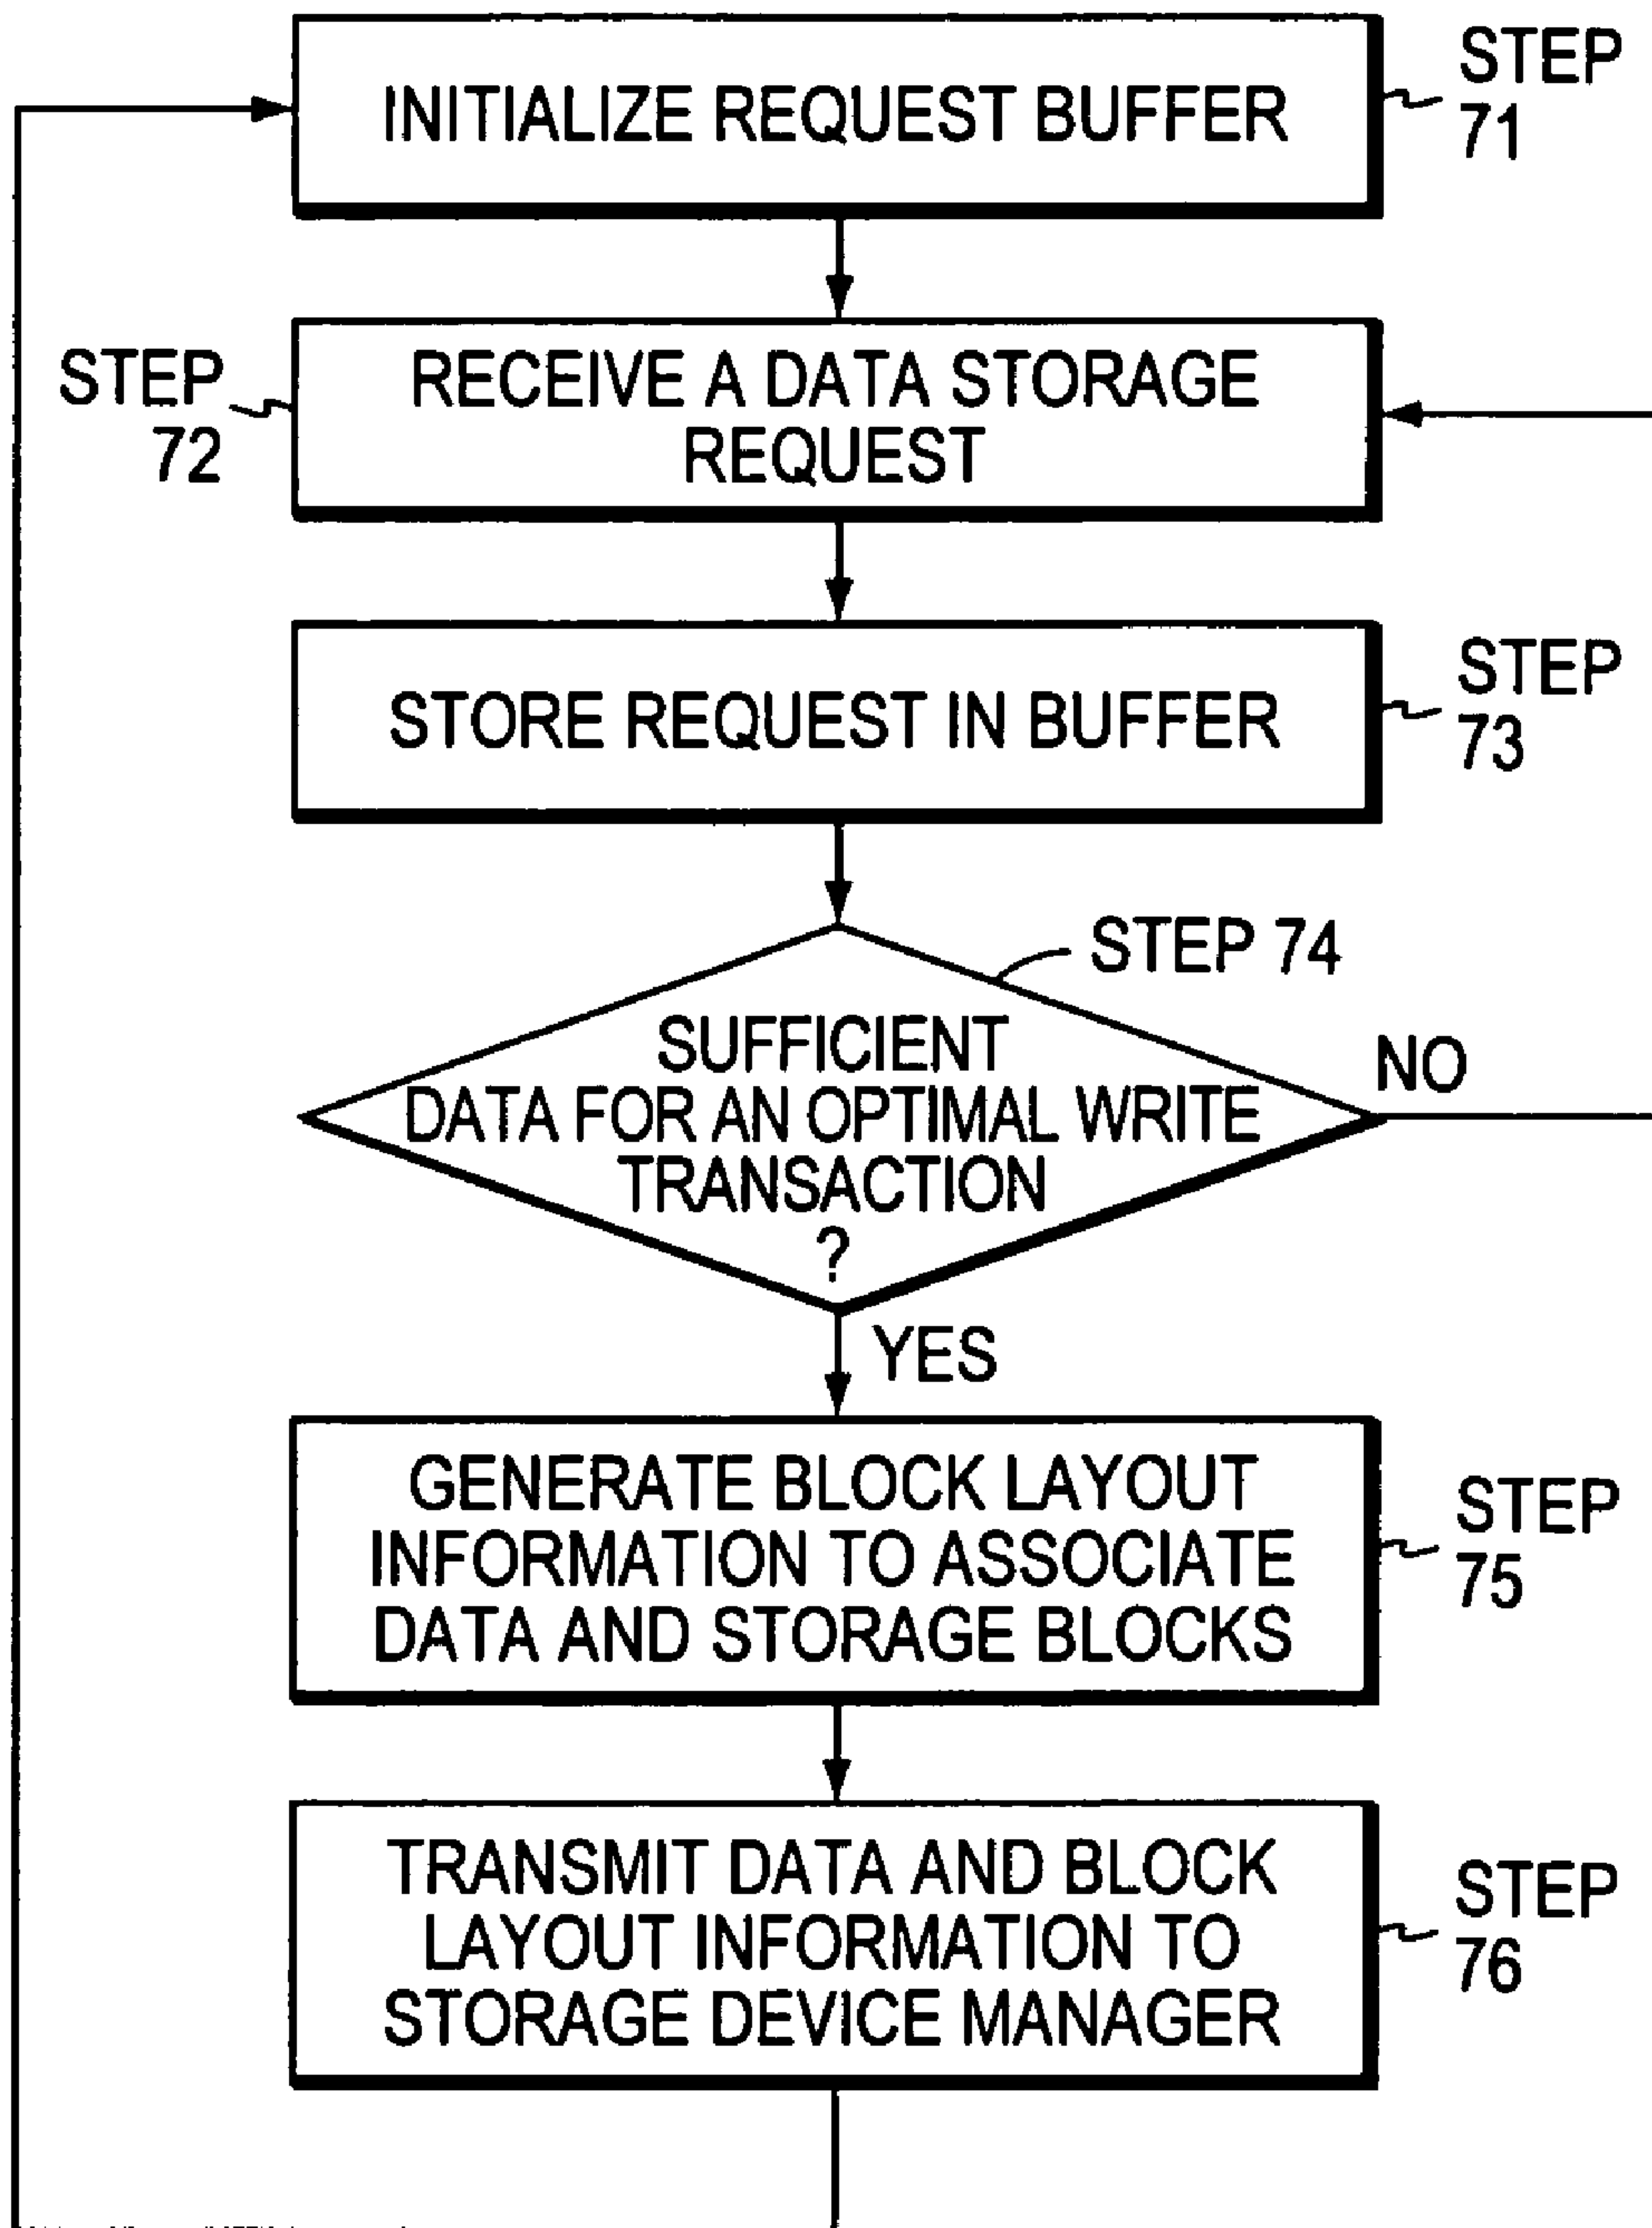 INITIALIZE REQUEST BUFFER
STEP
71
RECEIVE A DATA STORAGE
REQUEST
STEP
72
STORE REQUEST IN BUFFER
STEP
73
STEP 74
SUFFICIENT
DATA FOR AN OPTIMAL WRITE
TRANSACTION
?
NO
YES
GENERATE BLOCK LAYOUT
INFORMATION TO ASSOCIATE
DATA AND STORAGE BLOCKS
STEP
75
TRANSMIT DATA AND BLOCK
LAYOUT INFORMATION TO
STORAGE DEVICE MANAGER
STEP
76